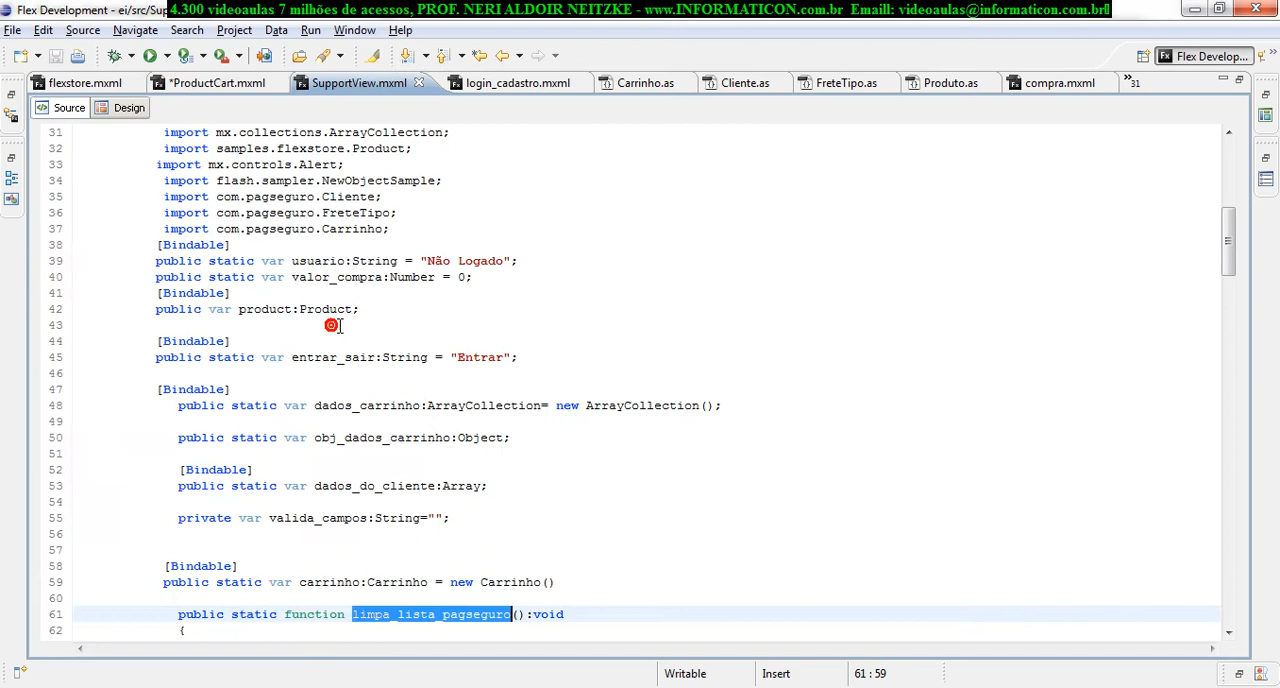 Flex Development - ei/src/Sup
4.300 videoaulas 7 milhões de acessos, PROF. NERI ALDOIR NEITZKE - www.INFORMATICON.com.br Emaill: videoaulas@informaticon.com.br
File Edit Source Navigate Search Project Data Run Window Help
Flex Develop...
flexstore.mxml *ProductCart.mxml SupportView.mxml login_cadastro.mxml Carrinho.as Cliente.as FreteTipo.as Produto.as compra.mxml »31
Source Design
31 import mx.collections.ArrayCollection;
32 import samples.flexstore.Product;
33 import mx.controls.Alert;
34 import flash.sampler.NewObjectSample;
35 import com.pagseguro.Cliente;
36 import com.pagseguro.FreteTipo;
37 import com.pagseguro.Carrinho;
38 [Bindable]
39 public static var usuario:String = "Não Logado";
40 public static var valor_compra:Number = 0;
41 [Bindable]
42 public var product:Product;
43
44 [Bindable]
45 public static var entrar_sair:String = "Entrar";
46
47 [Bindable]
48 public static var dados_carrinho:ArrayCollection= new ArrayCollection();
49
50 public static var obj_dados_carrinho:Object;
51
52 [Bindable]
53 public static var dados_do_cliente:Array;
54
55 private var valida_campos:String="";
56
57
58 [Bindable]
59 public static var carrinho:Carrinho = new Carrinho()
60
61 public static function limpa_lista_pagseguro():void
62 {
Writable Insert 61 : 59